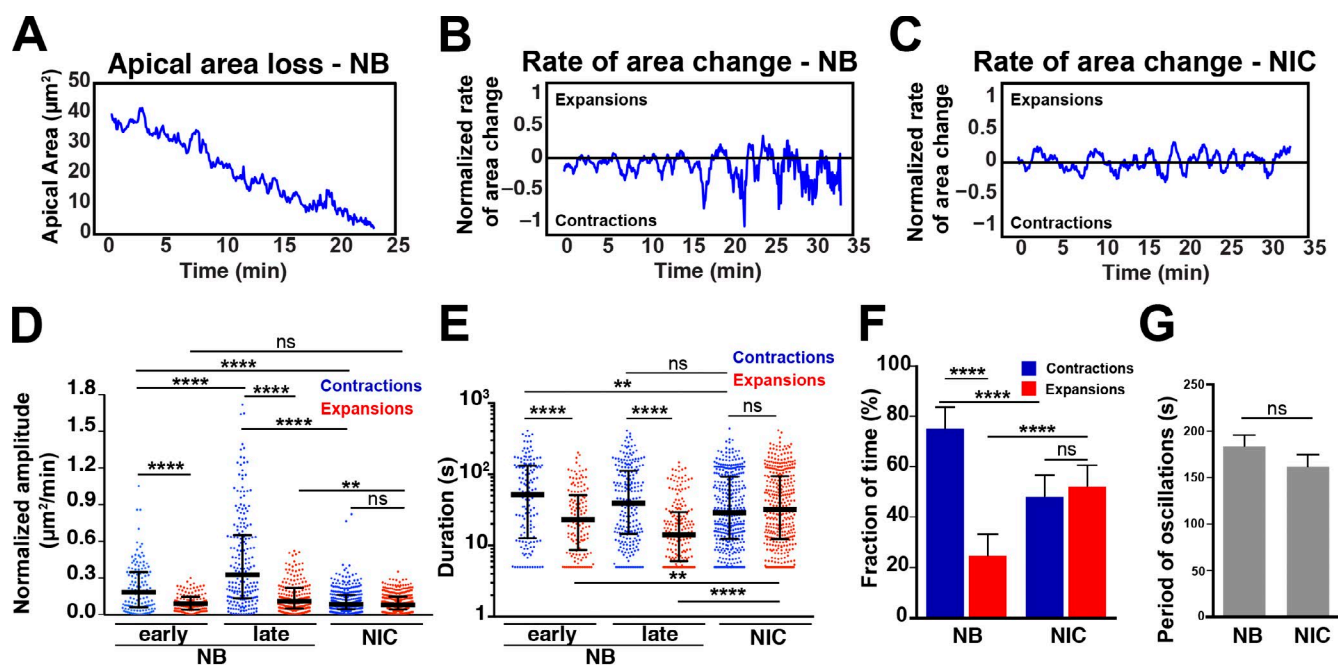 A
Apical area loss - NB
Apical Area (µm²)
50
40
30
20
10
0
0 5 10 15 20 25
Time (min)
B
Rate of area change - NB
Normalized rate
of area change
1
0.5
0
−0.5
−1
Expansions
Contractions
0 5 10 15 20 25 30 35
Time (min)
C
Rate of area change - NIC
Normalized rate
of area change
1
0.5
0
−0.5
−1
Expansions
Contractions
0 5 10 15 20 25 30 35
Time (min)
D
Normalized amplitude
(µm²/min)
1.8
1.5
1.2
0.9
0.6
0.3
0.0
ns
****
**** ****
Contractions
Expansions
****
****
**
ns
early late NIC
NB
E
Duration (s)
10³
10²
10
1
ns
Contractions
**
Expansions
**** **** ns
**
****
early late NIC
NB
F
Fraction of time (%)
100
80
60
40
20
0
Contractions
Expansions
****
****
****
ns
NB NIC
G
Period of oscillations (s)
250
200
150
100
50
0
ns
NB NIC